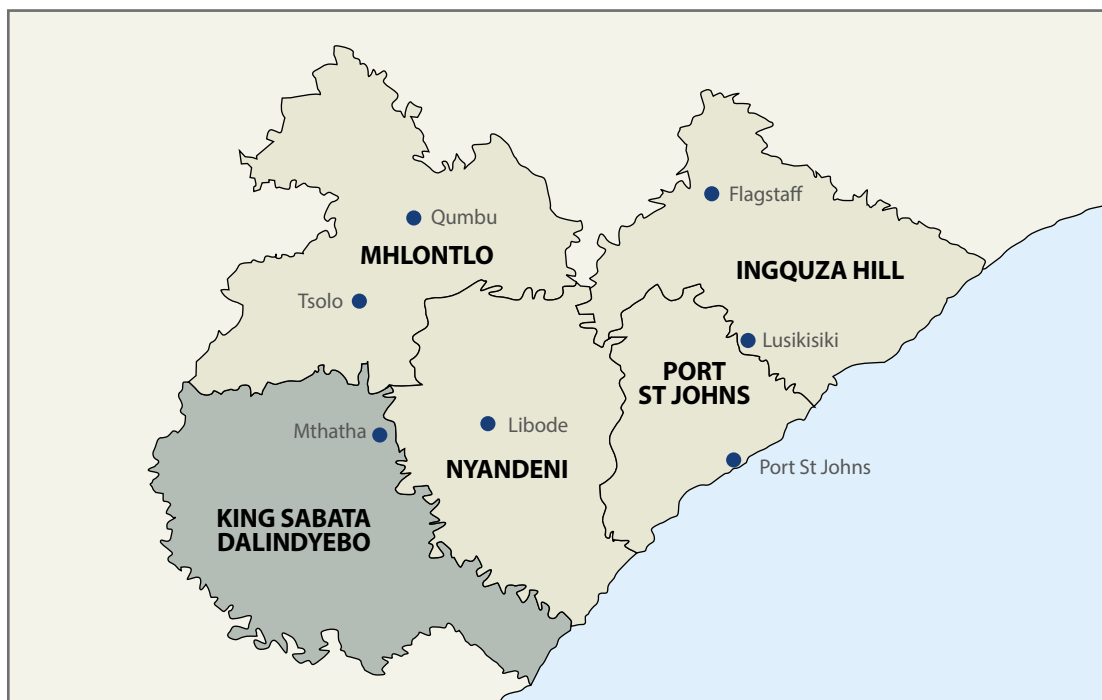 Flagstaff
Qumbu
MHLONTLO
INGQUZA HILL
Tsolo
Lusikisiki
PORT
ST JOHNS
Mthatha
Libode
NYANDENI
Port St Johns
KING SABATA
DALINDYEBO